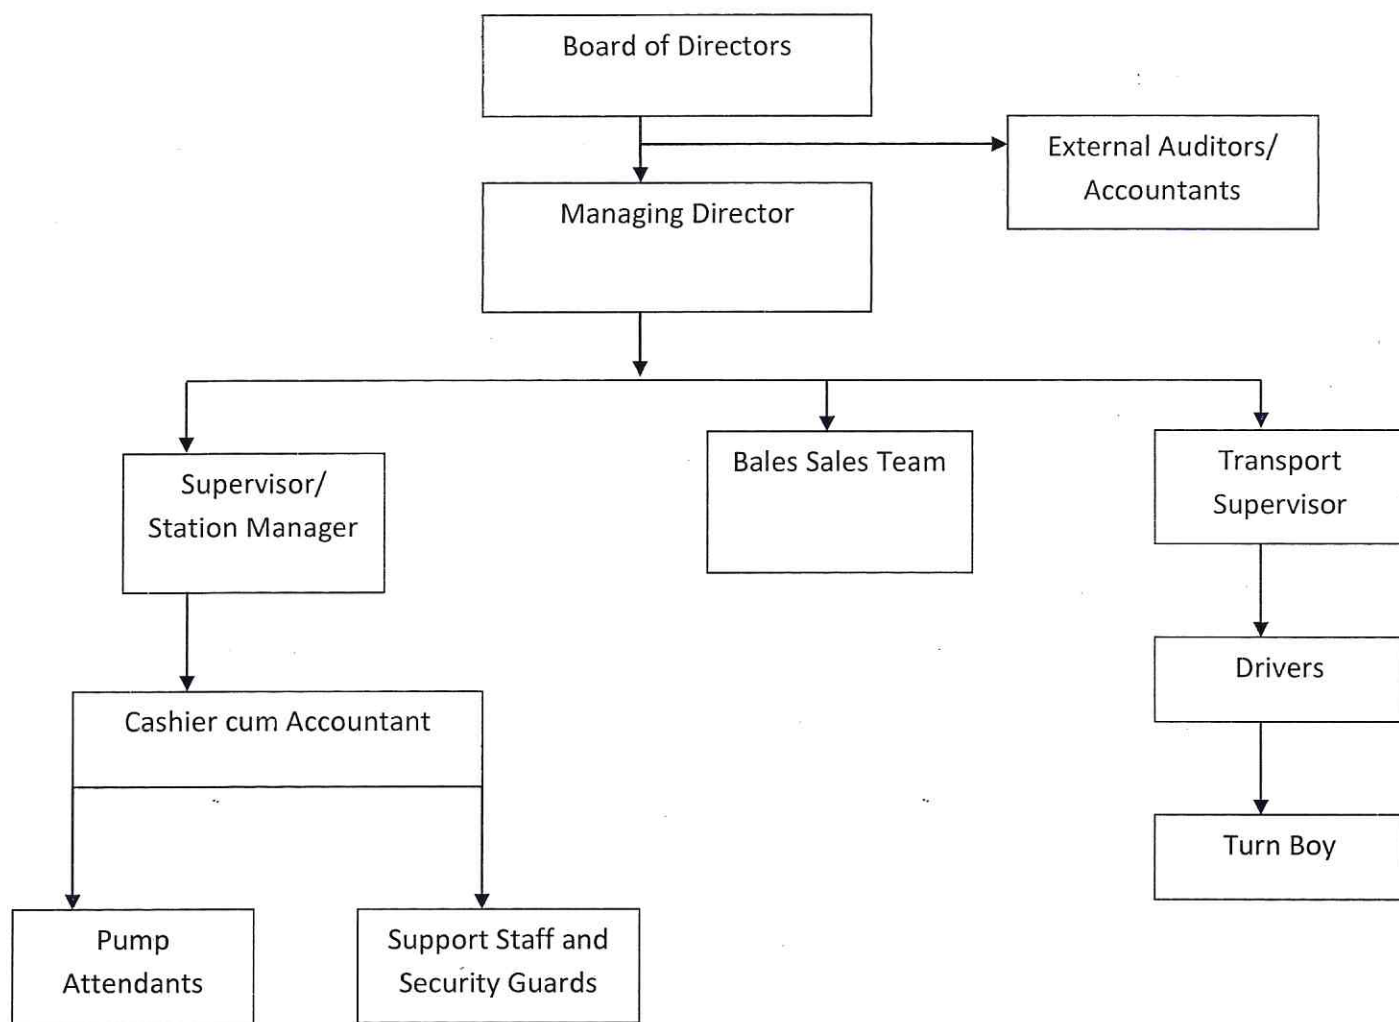 Board of Directors
External Auditors/
Accountants
Managing Director
Supervisor/
Station Manager
Bales Sales Team
Transport
Supervisor
Cashier cum Accountant
Drivers
Turn Boy
Pump
Attendants
Support Staff and
Security Guards